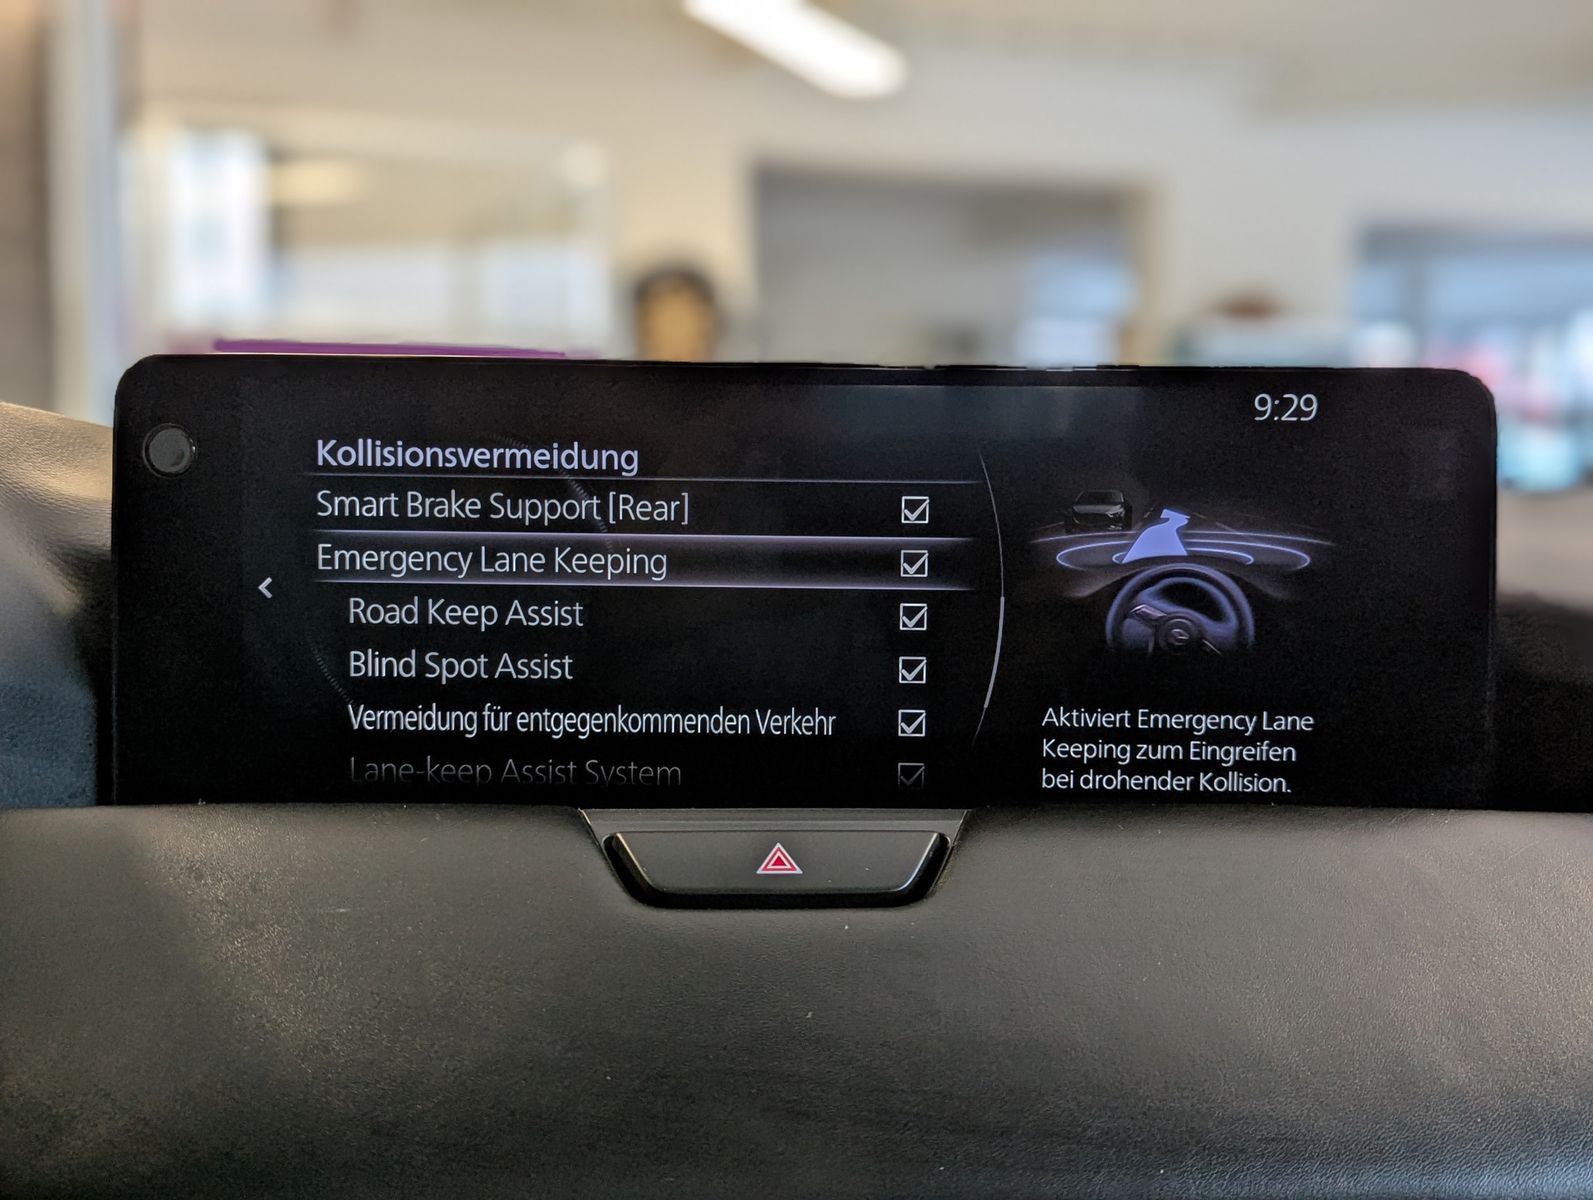 9:29
Kollisionsvermeidung
Smart Brake Support [Rear]
Emergency Lane Keeping
Road Keep Assist
Blind Spot Assist
Vermeidung für entgegenkommenden Verkehr
Lane-keep Assist System
Aktiviert Emergency Lane
Keeping zum Eingreifen
bei drohender Kollision.